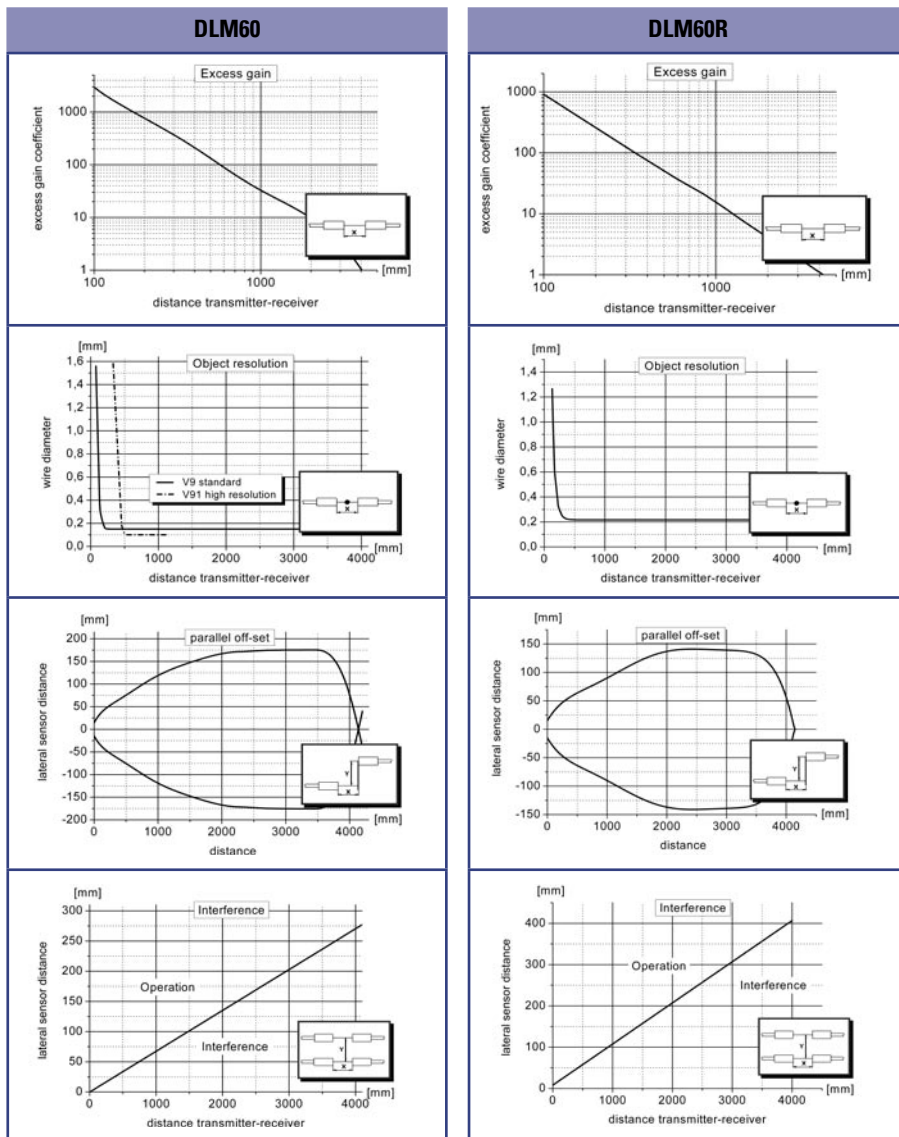 DLM60
Excess gain
excess gain coefficient
1000
100
10
1
100
1000
[mm]
X
distance transmitter-receiver
[mm]
Object resolution
wire diameter
1,6
1,4
1,2
1,0
0,8
0,6
0,4
0,2
0,0
V9 standard
V91 high resolution
X
0
1000
2000
3000
4000
[mm]
distance transmitter-receiver
[mm]
parallel off-set
lateral sensor distance
200
150
100
50
0
-50
-100
-150
-200
Y
X
0
1000
2000
3000
4000
[mm]
distance
[mm]
Interference
lateral sensor distance
300
250
200
150
100
50
0
Operation
Interference
Y
X
0
1000
2000
3000
4000
[mm]
distance transmitter-receiver
DLM60R
Excess gain
excess gain coefficient
1000
100
10
1
100
1000
[mm]
X
distance transmitter-receiver
[mm]
Object resolution
wire diameter
1,4
1,2
1,0
0,8
0,6
0,4
0,2
0,0
X
0
1000
2000
3000
4000
[mm]
distance transmitter-receiver
[mm]
parallel off-set
lateral sensor distance
150
100
50
0
-50
-100
-150
Y
X
0
1000
2000
3000
4000
[mm]
distance
[mm]
Interference
lateral sensor distance
400
300
200
100
0
Operation
Interference
Y
X
0
1000
2000
3000
4000
[mm]
distance transmitter-receiver